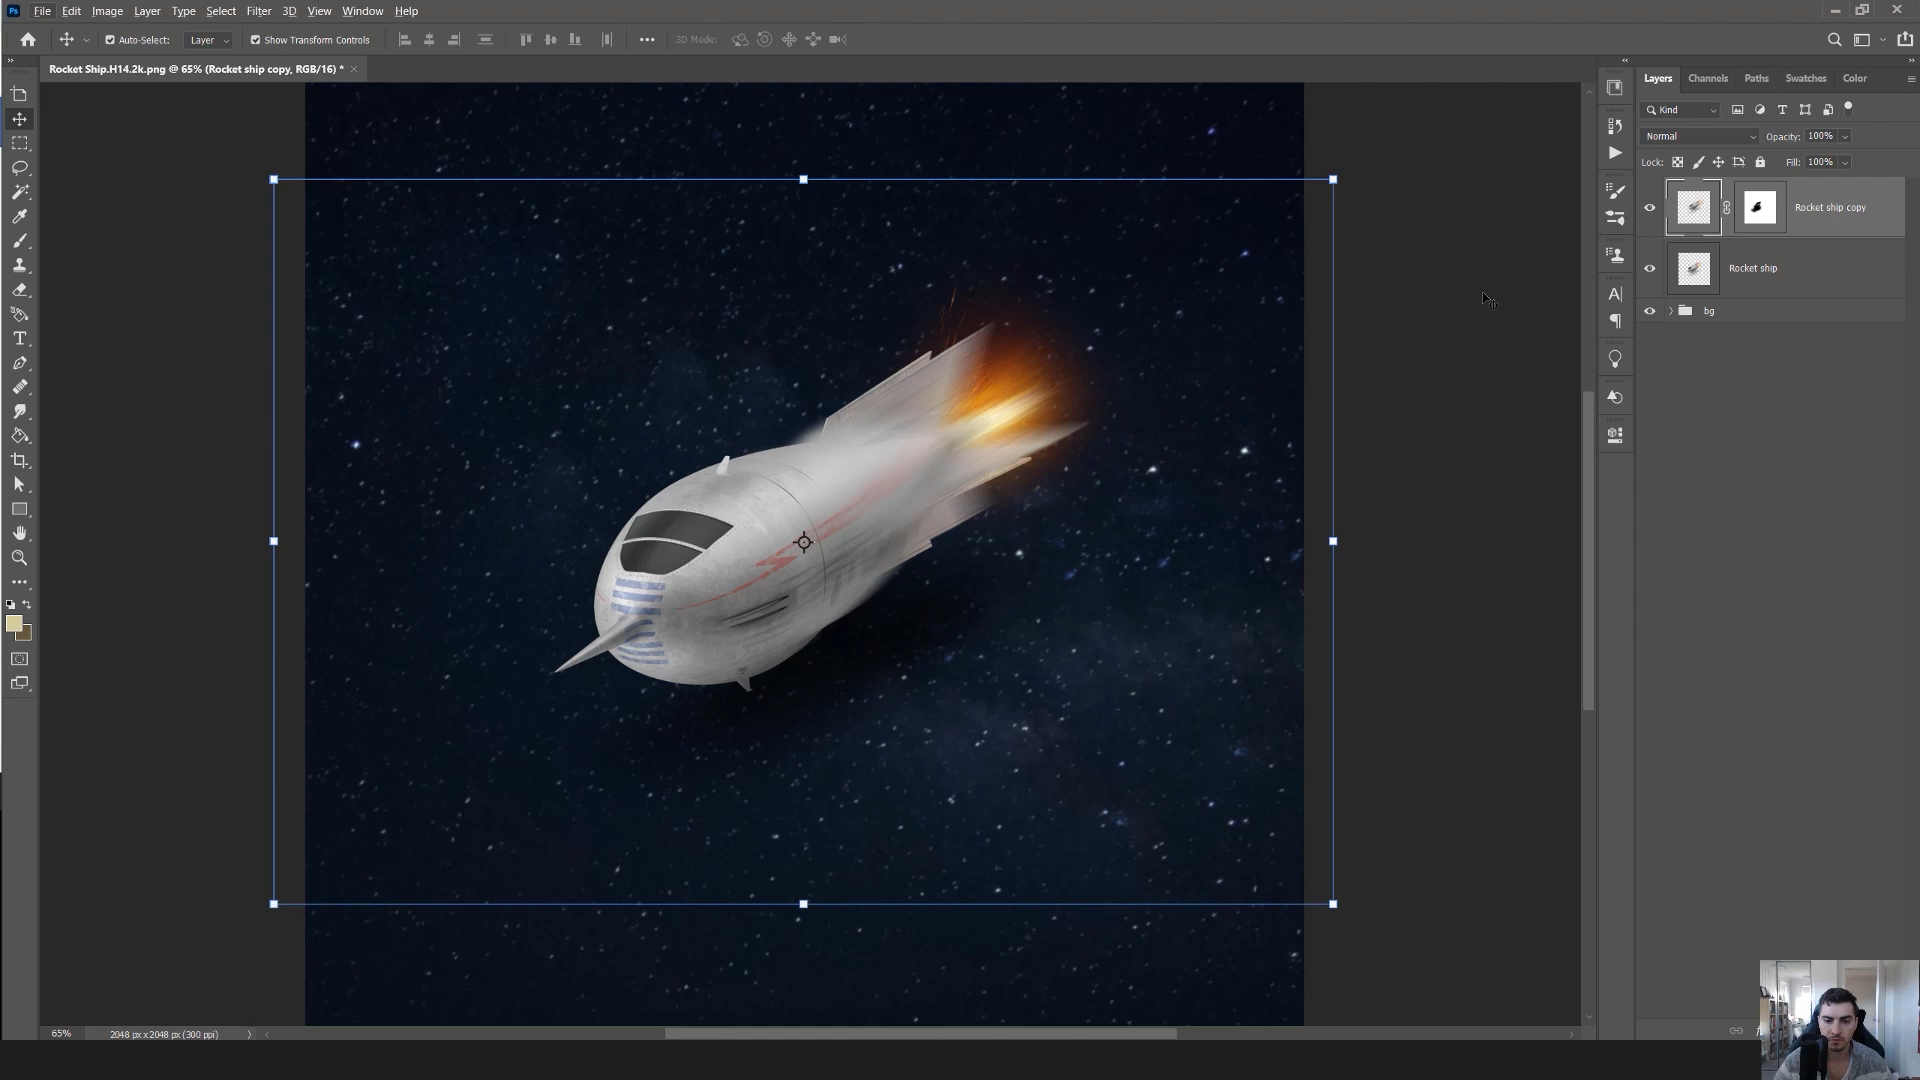 Ps File Edit Image Layer Type Select Filter 3D View Window Help
Auto-Select: Layer Show Transform Controls 3D Mode:
Rocket Ship.H14.2k.png @ 65% (Rocket ship copy, RGB/16) *
Layers Channels Paths Swatches Color
Kind
Normal Opacity: 100%
Lock: Fill: 100%
Rocket ship copy
Rocket ship
bg
65% 2048 px x 2048 px (300 ppi)